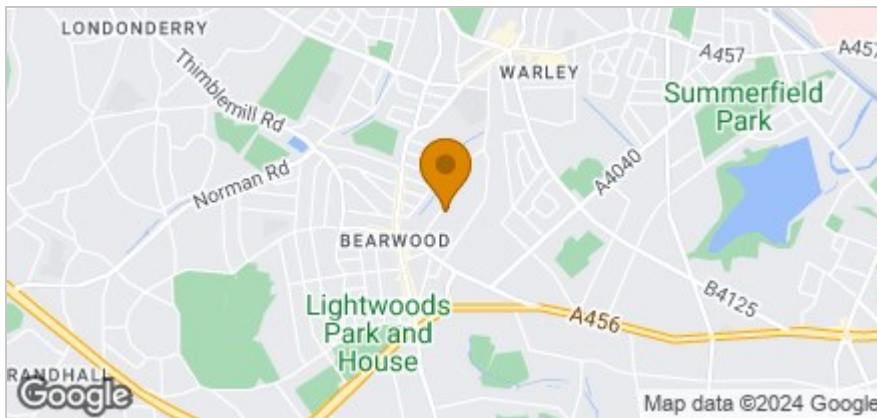 LONDONDERRY
Thimblemill Rd
Norman Rd
WARLEY
A457
A457
Summerfield
Park
A4040
BEARWOOD
Lightwoods
Park and
House
A456
B4125
RANDHALL
Google
Map data ©2024 Google